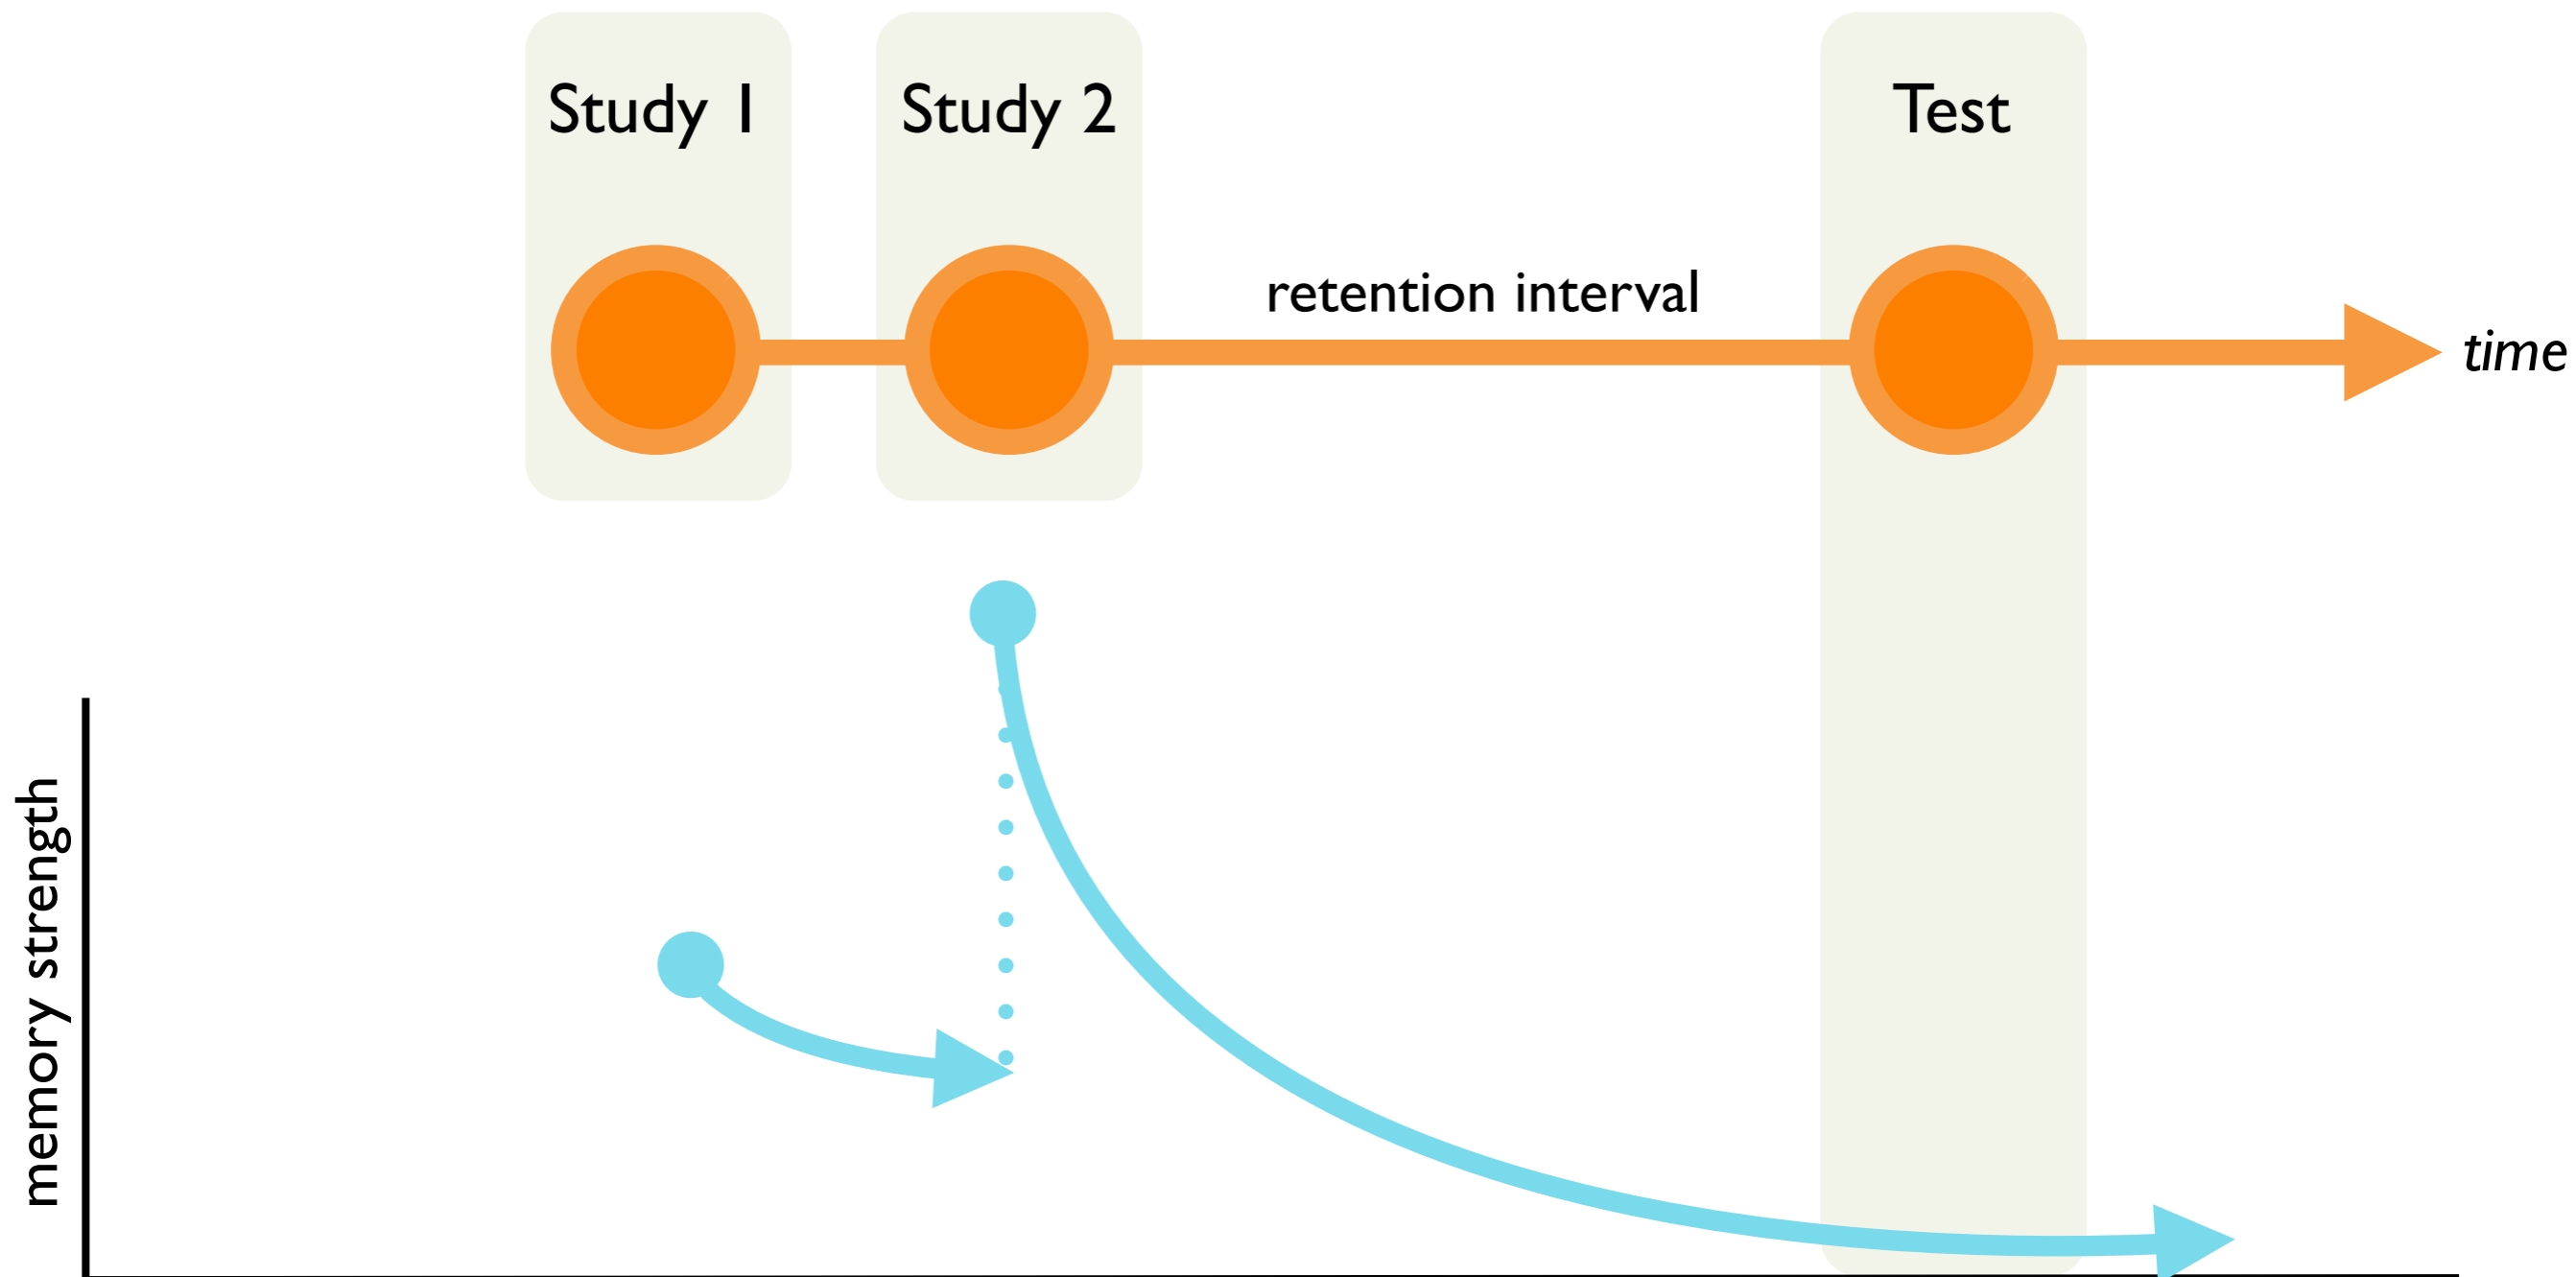 Study 1
Study 2
Test
retention interval
time
memory strength